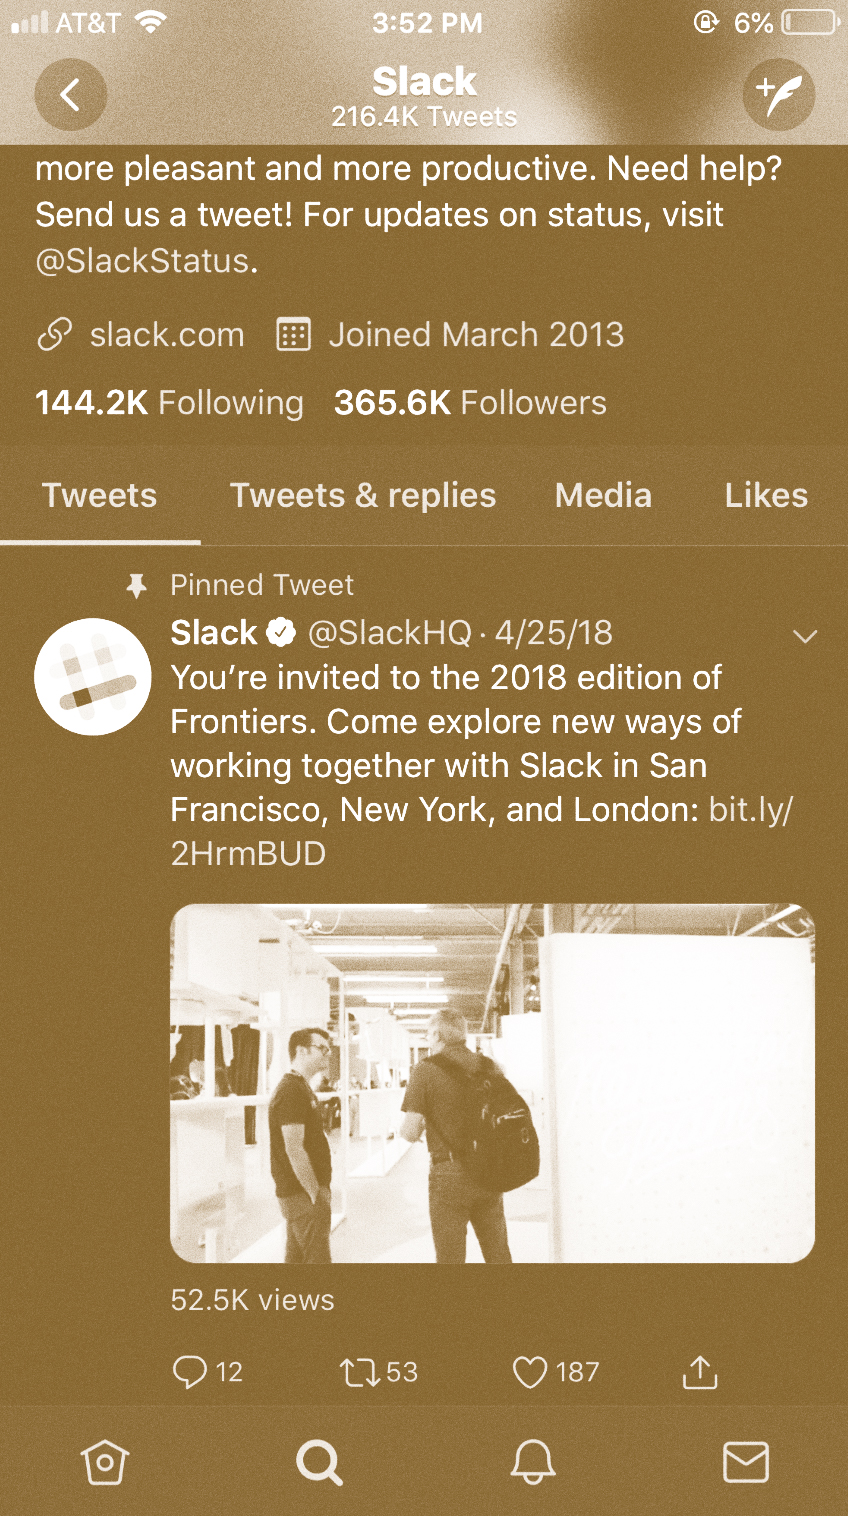 AT&T 3:52 PM 6%
Slack
216.4K Tweets
more pleasant and more productive. Need help?
Send us a tweet! For updates on status, visit
@SlackStatus.
slack.com Joined March 2013
144.2K Following 365.6K Followers
Tweets Tweets & replies Media Likes
Pinned Tweet
Slack @SlackHQ · 4/25/18
You’re invited to the 2018 edition of
Frontiers. Come explore new ways of
working together with Slack in San
Francisco, New York, and London: bit.ly/
2HrmBUD
52.5K views
12 53 187